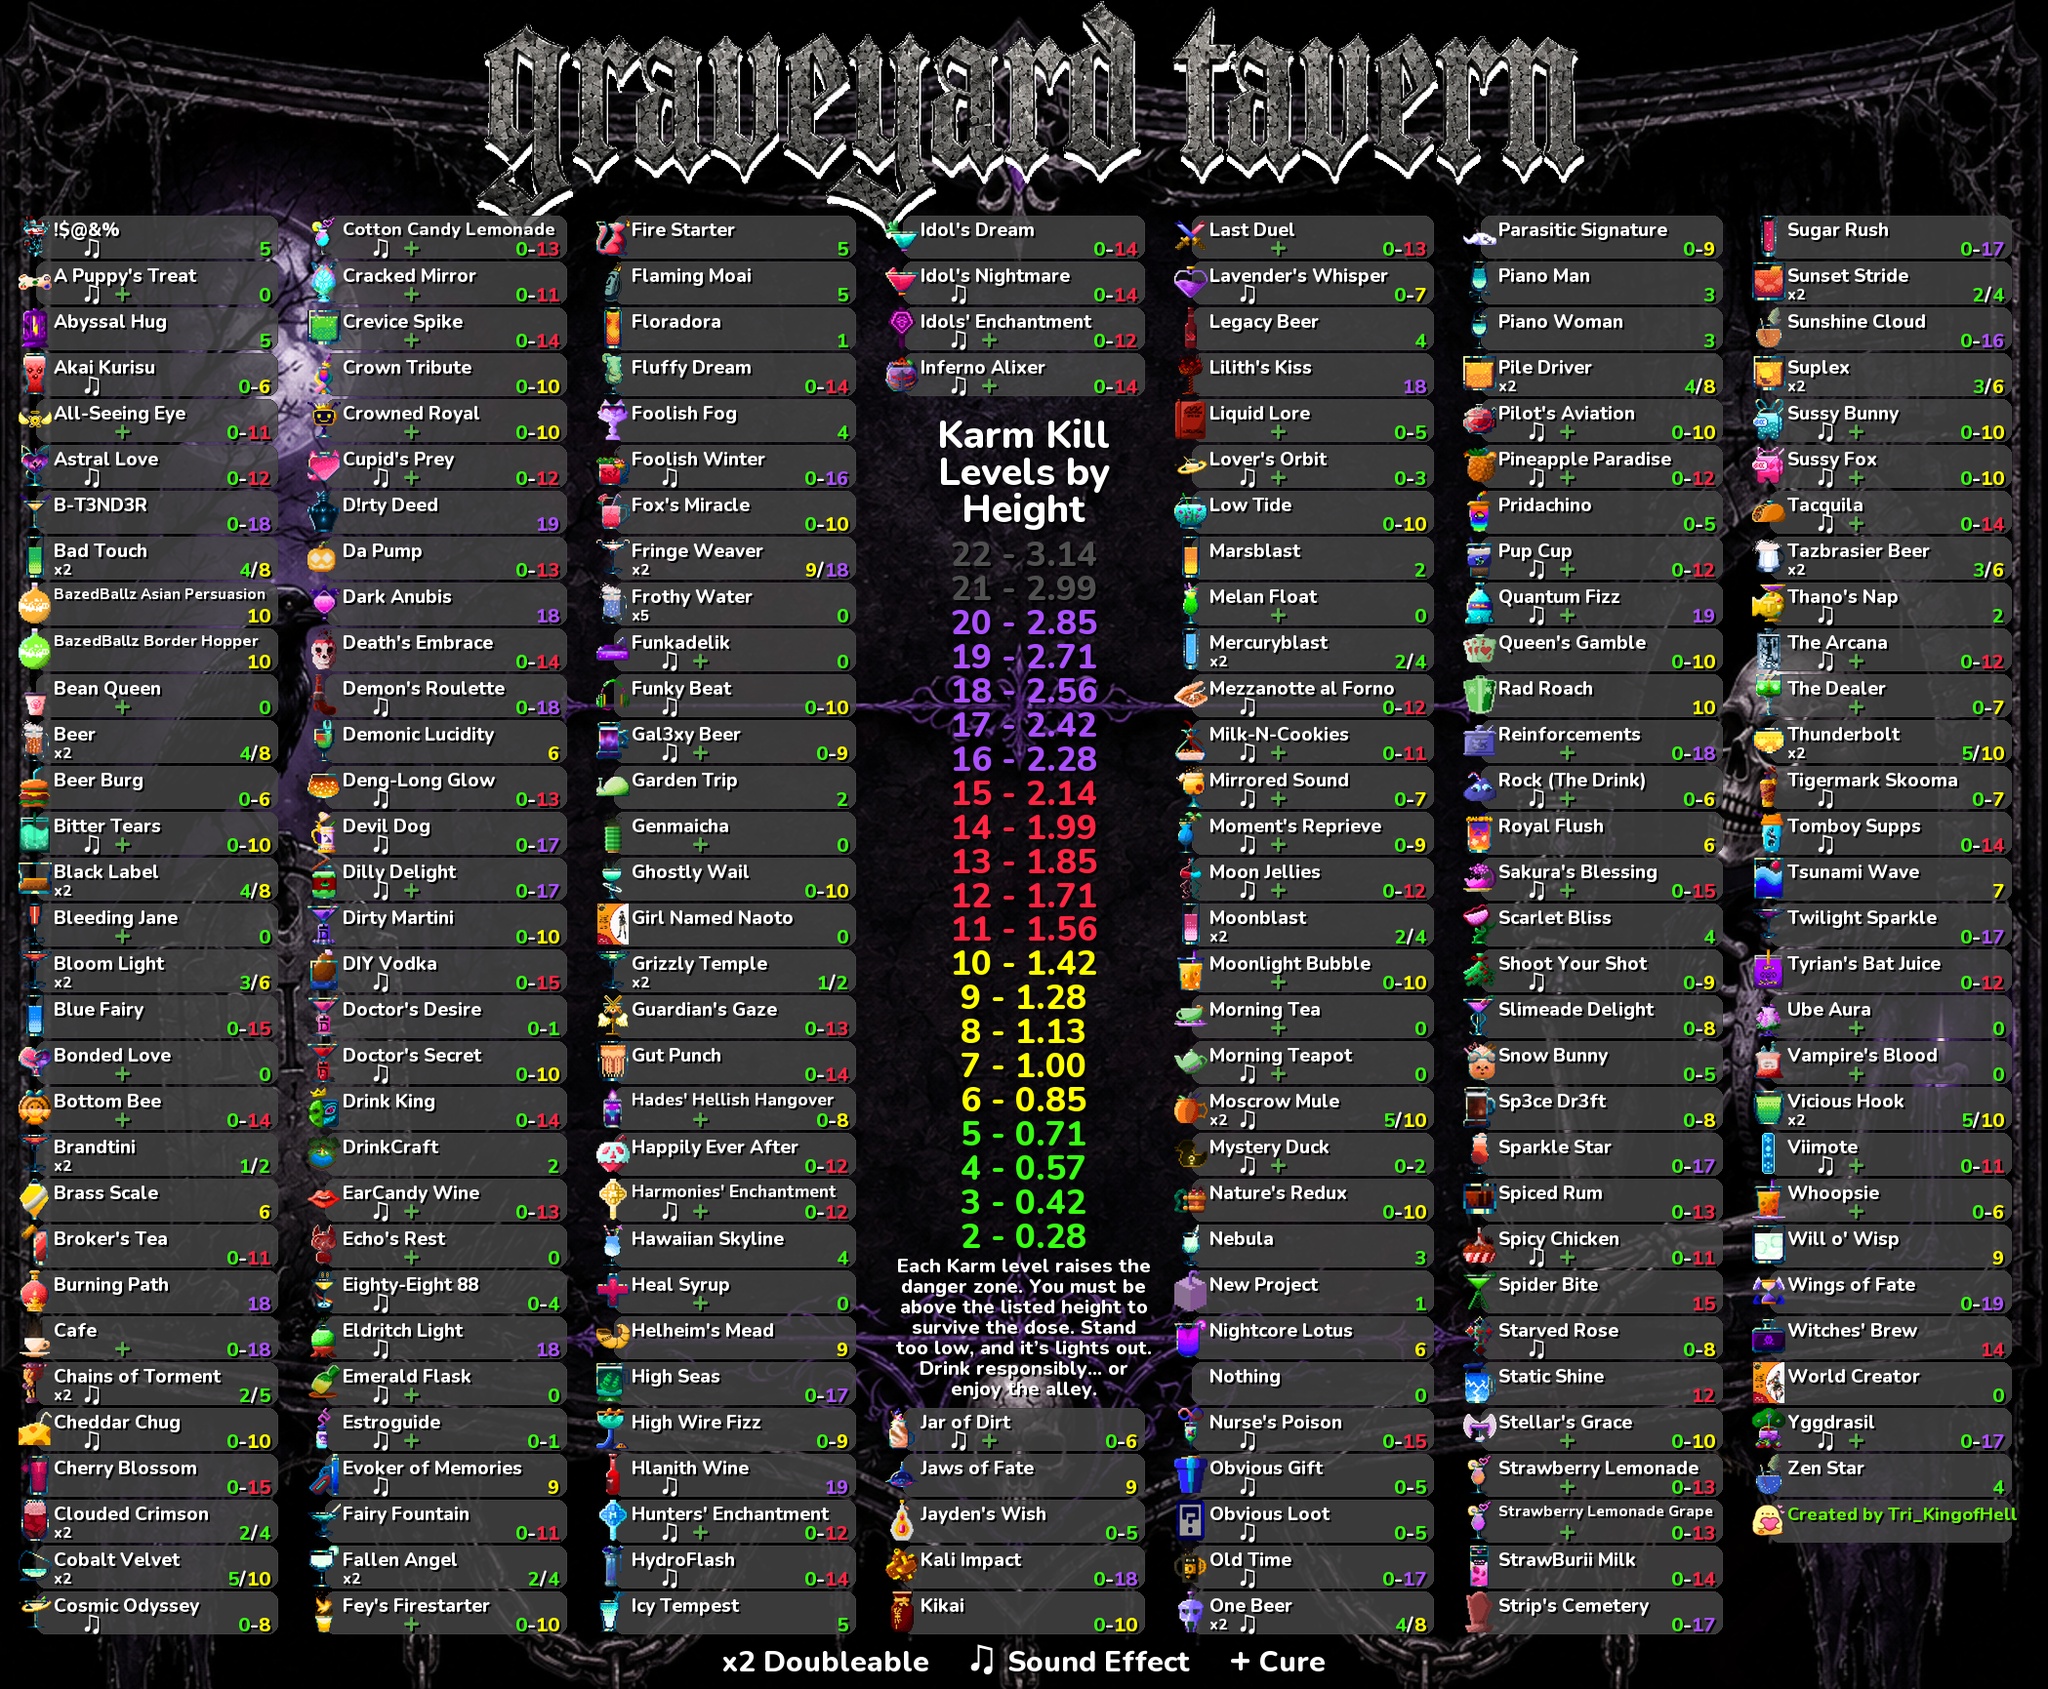 graveyard tavern
!$@&%
♫ 5
A Puppy's Treat
♫ + 0
Abyssal Hug
5
Akai Kurisu
♫ 0-6
All-Seeing Eye
+ 0-11
Astral Love
♫ 0-12
B-T3ND3R
0-18
Bad Touch
x2 4/8
BazedBallz Asian Persuasion
10
BazedBallz Border Hopper
10
Bean Queen
+ 0
Beer
x2 4/8
Beer Burg
0-6
Bitter Tears
♫ + 0-10
Black Label
x2 4/8
Bleeding Jane
+ 0
Bloom Light
x2 3/6
Blue Fairy
0-15
Bonded Love
+ 0
Bottom Bee
+ 0-14
Brandtini
x2 1/2
Brass Scale
6
Broker's Tea
0-11
Burning Path
18
Cafe
+ 0-18
Chains of Torment
x2 ♫ 2/5
Cheddar Chug
♫ 0-10
Cherry Blossom
0-15
Clouded Crimson
x2 2/4
Cobalt Velvet
x2 5/10
Cosmic Odyssey
♫ 0-8
Cotton Candy Lemonade
♫ + 0-13
Cracked Mirror
+ 0-11
Crevice Spike
+ 0-14
Crown Tribute
0-10
Crowned Royal
+ 0-10
Cupid's Prey
♫ + 0-12
D!rty Deed
19
Da Pump
0-13
Dark Anubis
18
Death's Embrace
0-14
Demon's Roulette
♫ 0-18
Demonic Lucidity
6
Deng-Long Glow
♫ 0-13
Devil Dog
♫ 0-17
Dilly Delight
♫ + 0-17
Dirty Martini
0-10
DIY Vodka
♫ 0-15
Doctor's Desire
0-1
Doctor's Secret
♫ 0-10
Drink King
0-14
DrinkCraft
2
EarCandy Wine
♫ + 0-13
Echo's Rest
+ 0
Eighty-Eight 88
♫ 0-4
Eldritch Light
♫ 18
Emerald Flask
♫ + 0
Estroguide
♫ + 0-1
Evoker of Memories
♫ 9
Fairy Fountain
0-11
Fallen Angel
x2 2/4
Fey's Firestarter
+ 0-10
Fire Starter
5
Flaming Moai
5
Floradora
1
Fluffy Dream
0-14
Foolish Fog
4
Foolish Winter
♫ 0-16
Fox's Miracle
0-10
Fringe Weaver
x2 9/18
Frothy Water
x5 0
Funkadelik
♫ + 0
Funky Beat
♫ 0-10
Gal3xy Beer
♫ + 0-9
Garden Trip
2
Genmaicha
+ 0
Ghostly Wail
0-10
Girl Named Naoto
0
Grizzly Temple
x2 1/2
Guardian's Gaze
0-13
Gut Punch
0-14
Hades' Hellish Hangover
+ 0-8
Happily Ever After
0-12
Harmonies' Enchantment
♫ + 0-12
Hawaiian Skyline
4
Heal Syrup
+ 0
Helheim's Mead
9
High Seas
0-17
High Wire Fizz
0-9
Hlanith Wine
19
Hunters' Enchantment
♫ + 0-12
HydroFlash
♫ 0-14
Icy Tempest
5
Idol's Dream
0-14
Idol's Nightmare
♫ 0-14
Idols' Enchantment
♫ + 0-12
Inferno Alixer
♫ + 0-14
Karm Kill
Levels by
Height
22 - 3.14
21 - 2.99
20 - 2.85
19 - 2.71
18 - 2.56
17 - 2.42
16 - 2.28
15 - 2.14
14 - 1.99
13 - 1.85
12 - 1.71
11 - 1.56
10 - 1.42
9 - 1.28
8 - 1.13
7 - 1.00
6 - 0.85
5 - 0.71
4 - 0.57
3 - 0.42
2 - 0.28
Each Karm level raises the
danger zone. You must be
above the listed height to
survive the dose. Stand
too low, and it's lights out.
Drink responsibly... or
enjoy the alley.
Jar of Dirt
♫ + 0-6
Jaws of Fate
9
Jayden's Wish
0-5
Kali Impact
0-18
Kikai
0-10
Last Duel
+ 0-13
Lavender's Whisper
♫ 0-7
Legacy Beer
4
Lilith's Kiss
18
Liquid Lore
+ 0-5
Lover's Orbit
♫ + 0-3
Low Tide
0-10
Marsblast
2
Melan Float
+ 0
Mercuryblast
x2 2/4
Mezzanotte al Forno
♫ 0-12
Milk-N-Cookies
♫ + 0-11
Mirrored Sound
♫ + 0-7
Moment's Reprieve
♫ + 0-9
Moon Jellies
♫ + 0-12
Moonblast
x2 2/4
Moonlight Bubble
+ 0-10
Morning Tea
+ 0
Morning Teapot
♫ + 0
Moscrow Mule
x2 ♫ 5/10
Mystery Duck
♫ + 0-2
Nature's Redux
0-10
Nebula
3
New Project
1
Nightcore Lotus
6
Nothing
0
Nurse's Poison
♫ 0-15
Obvious Gift
♫ 0-5
Obvious Loot
♫ 0-5
Old Time
♫ 0-17
One Beer
x2 ♫ 4/8
Parasitic Signature
0-9
Piano Man
3
Piano Woman
3
Pile Driver
x2 4/8
Pilot's Aviation
♫ + 0-10
Pineapple Paradise
♫ + 0-12
Pridachino
0-5
Pup Cup
♫ + 0-12
Quantum Fizz
♫ + 19
Queen's Gamble
0-10
Rad Roach
10
Reinforcements
+ 0-18
Rock (The Drink)
♫ + 0-6
Royal Flush
6
Sakura's Blessing
♫ + 0-15
Scarlet Bliss
4
Shoot Your Shot
♫ 0-9
Slimeade Delight
0-8
Snow Bunny
0-5
Sp3ce Dr3ft
0-8
Sparkle Star
0-17
Spiced Rum
0-13
Spicy Chicken
♫ + 0-11
Spider Bite
15
Starved Rose
♫ 0-8
Static Shine
12
Stellar's Grace
+ 0-10
Strawberry Lemonade
+ 0-13
Strawberry Lemonade Grape
+ 0-13
StrawBurii Milk
0-14
Strip's Cemetery
0-17
Sugar Rush
0-17
Sunset Stride
x2 2/4
Sunshine Cloud
0-16
Suplex
x2 3/6
Sussy Bunny
♫ + 0-10
Sussy Fox
♫ + 0-10
Tacquila
♫ + 0-14
Tazbrasier Beer
x2 3/6
Thano's Nap
♫ 2
The Arcana
♫ + 0-12
The Dealer
+ 0-7
Thunderbolt
x2 5/10
Tigermark Skooma
♫ 0-7
Tomboy Supps
♫ 0-14
Tsunami Wave
7
Twilight Sparkle
0-17
Tyrian's Bat Juice
0-12
Ube Aura
+ 0
Vampire's Blood
+ 0
Vicious Hook
x2 5/10
Viimote
♫ + 0-11
Whoopsie
+ 0-6
Will o' Wisp
9
Wings of Fate
0-19
Witches' Brew
14
World Creator
0
Yggdrasil
♫ + 0-17
Zen Star
4
Created by Tri_KingofHell
x2 Doubleable ♫ Sound Effect + Cure